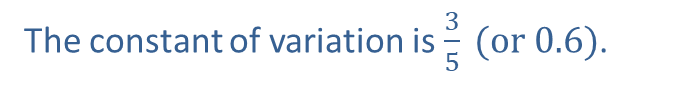 The constant of variation is 3/5 (or 0.6).